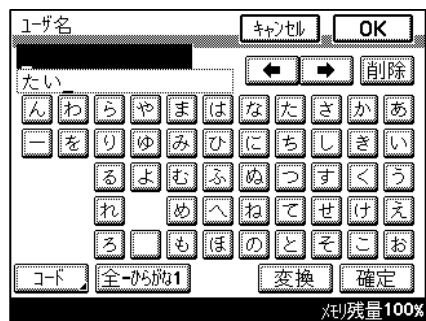 ユーザ名 キャンセル OK
← → 削除
たい_
ん わ ら や ま は な た さ か あ
ー を り ゆ み ひ に ち し き い
る よ む ふ ぬ つ す く う
れ め へ ね て せ け え
ろ も ほ の と そ こ お
コード 全-ひらがな1 変換 確定
メモリ残量100%